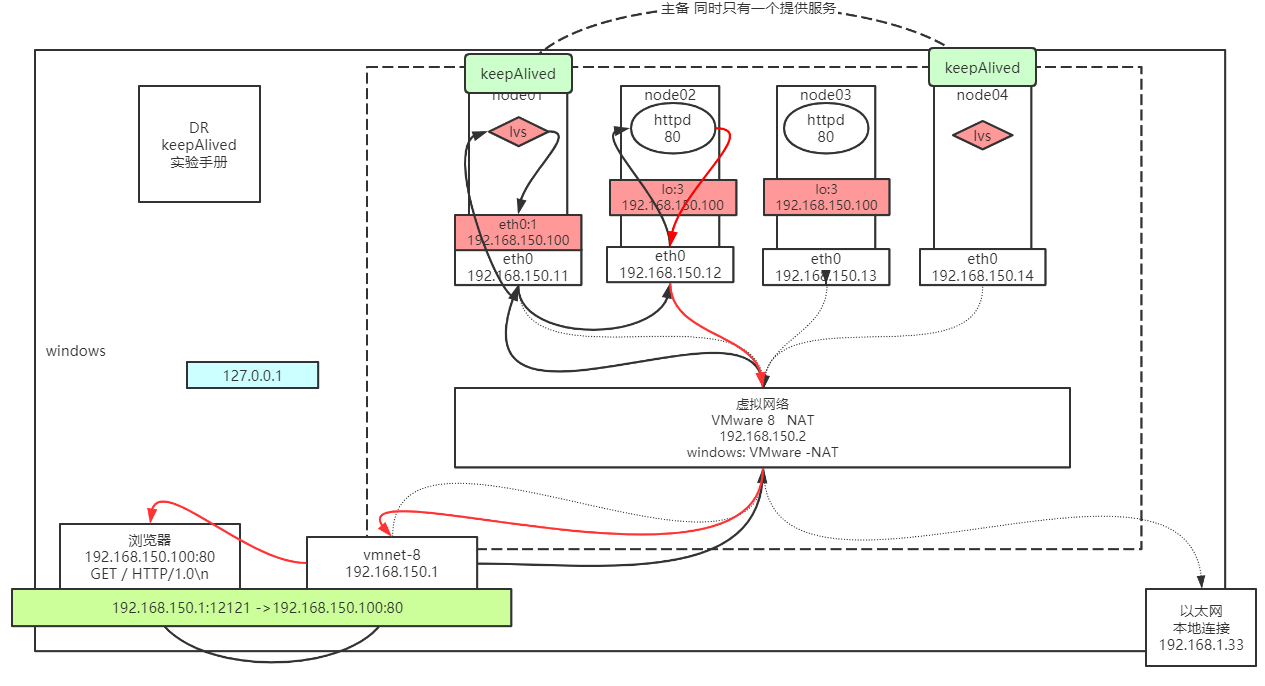 主备 同时只有一个提供服务
keepAlived
keepAlived
node01
node02
node03
node04
DR
keepAlived
实验手册
lvs
httpd
80
httpd
80
lvs
lo:3
192.168.150.100
lo:3
192.168.150.100
eth0:1
192.168.150.100
eth0
192.168.150.11
eth0
192.168.150.12
eth0
192.168.150.13
eth0
192.168.150.14
windows
127.0.0.1
虚拟网络
VMware 8 NAT
192.168.150.2
windows: VMware -NAT
浏览器
192.168.150.100:80
GET / HTTP/1.0\n
vmnet-8
192.168.150.1
192.168.150.1:12121 ->192.168.150.100:80
以太网
本地连接
192.168.1.33